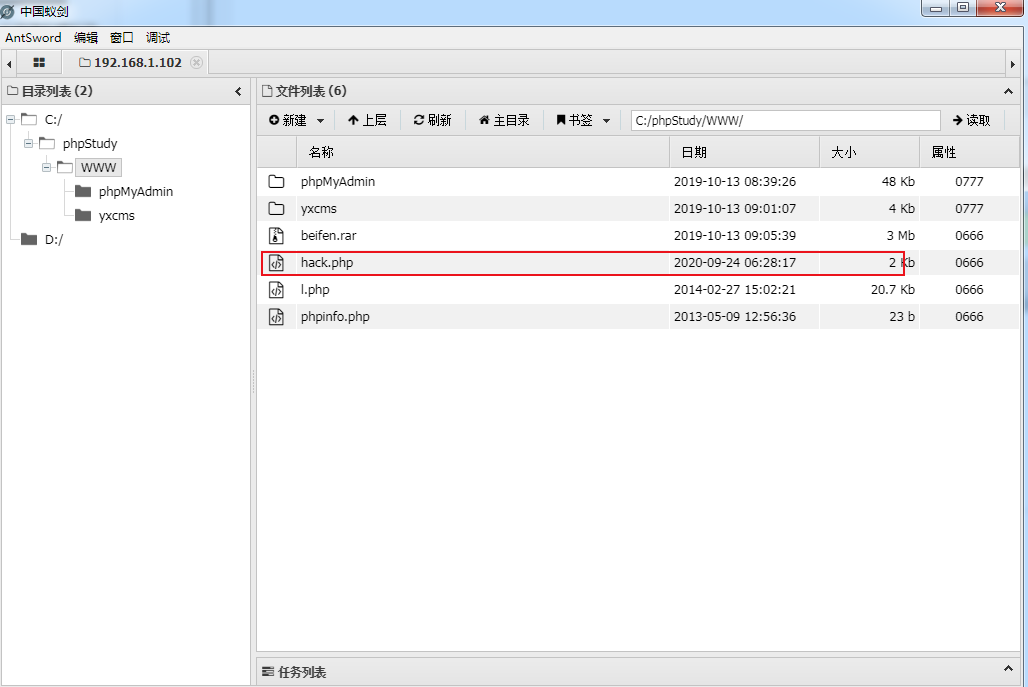 中国蚁剑
AntSword 编辑 窗口 调试
192.168.1.102
目录列表 (2)
C:/
phpStudy
WWW
phpMyAdmin
yxcms
D:/
文件列表 (6)
新建 上层 刷新 主目录 书签 C:/phpStudy/WWW/ 读取
名称 日期 大小 属性
phpMyAdmin 2019-10-13 08:39:26 48 Kb 0777
yxcms 2019-10-13 09:01:07 4 Kb 0777
beifen.rar 2019-10-13 09:05:39 3 Mb 0666
hack.php 2020-09-24 06:28:17 2 Kb 0666
l.php 2014-02-27 15:02:21 20.7 Kb 0666
phpinfo.php 2013-05-09 12:56:36 23 b 0666
任务列表